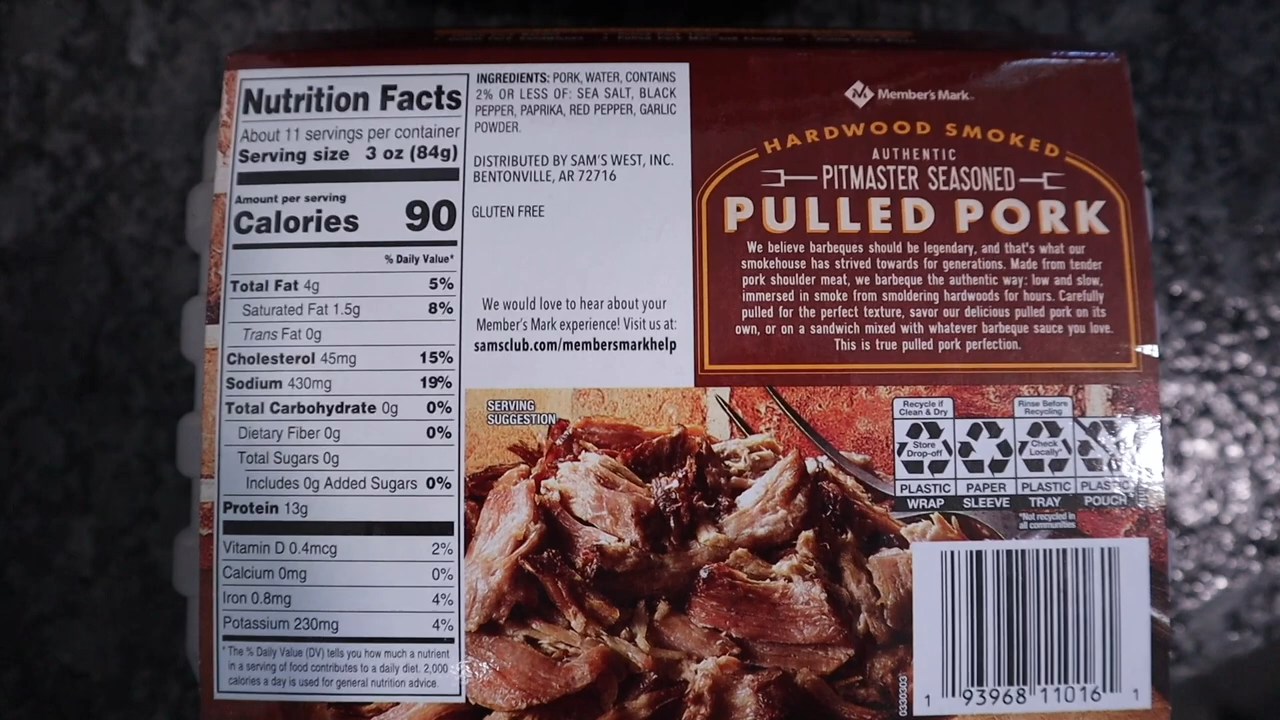 Nutrition Facts
About 11 servings per container
Serving size 3 oz (84g)
Amount per serving
Calories 90
% Daily Value*
Total Fat 4g 5%
Saturated Fat 1.5g 8%
Trans Fat 0g
Cholesterol 45mg 15%
Sodium 430mg 19%
Total Carbohydrate 0g 0%
Dietary Fiber 0g 0%
Total Sugars 0g
Includes 0g Added Sugars 0%
Protein 13g
Vitamin D 0.4mcg 2%
Calcium 0mg 0%
Iron 0.8mg 4%
Potassium 230mg 4%
* The % Daily Value (DV) tells you how much a nutrient
in a serving of food contributes to a daily diet. 2,000
calories a day is used for general nutrition advice.
INGREDIENTS: PORK, WATER, CONTAINS
2% OR LESS OF: SEA SALT, BLACK
PEPPER, PAPRIKA, RED PEPPER, GARLIC
POWDER.
DISTRIBUTED BY SAM'S WEST, INC.
BENTONVILLE, AR 72716
GLUTEN FREE
We would love to hear about your
Member's Mark experience! Visit us at:
samsclub.com/membersmarkhelp
Member's Mark
HARDWOOD SMOKED
AUTHENTIC
PITMASTER SEASONED
PULLED PORK
We believe barbeques should be legendary, and that's what our
smokehouse has strived towards for generations. Made from tender
pork shoulder meat, we barbeque the authentic way: low and slow,
immersed in smoke from smoldering hardwoods for hours. Carefully
pulled for the perfect texture, savor our delicious pulled pork on its
own, or on a sandwich mixed with whatever barbeque sauce you love.
This is true pulled pork perfection.
SERVING
SUGGESTION
Recycle if
Clean & Dry
Store
Drop-off
PLASTIC
WRAP
PAPER
SLEEVE
Rinse Before
Recycling
Check
Locally*
PLASTIC
TRAY
PLASTIC
POUCH
*Not recycled in
all communities
0330303
1 93968 11016 1